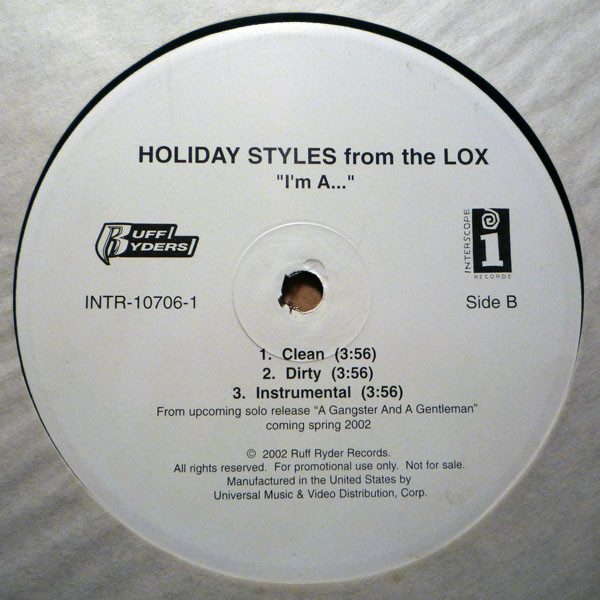 HOLIDAY STYLES from the LOX
"I'm A..."
RUFF
RYDERS
INTERSCOPE
i
RECORDS
INTR-10706-1
Side B
1. Clean (3:56)
2. Dirty (3:56)
3. Instrumental (3:56)
From upcoming solo release "A Gangster And A Gentleman"
coming spring 2002
© 2002 Ruff Ryder Records.
All rights reserved. For promotional use only. Not for sale.
Manufactured in the United States by
Universal Music & Video Distribution, Corp.